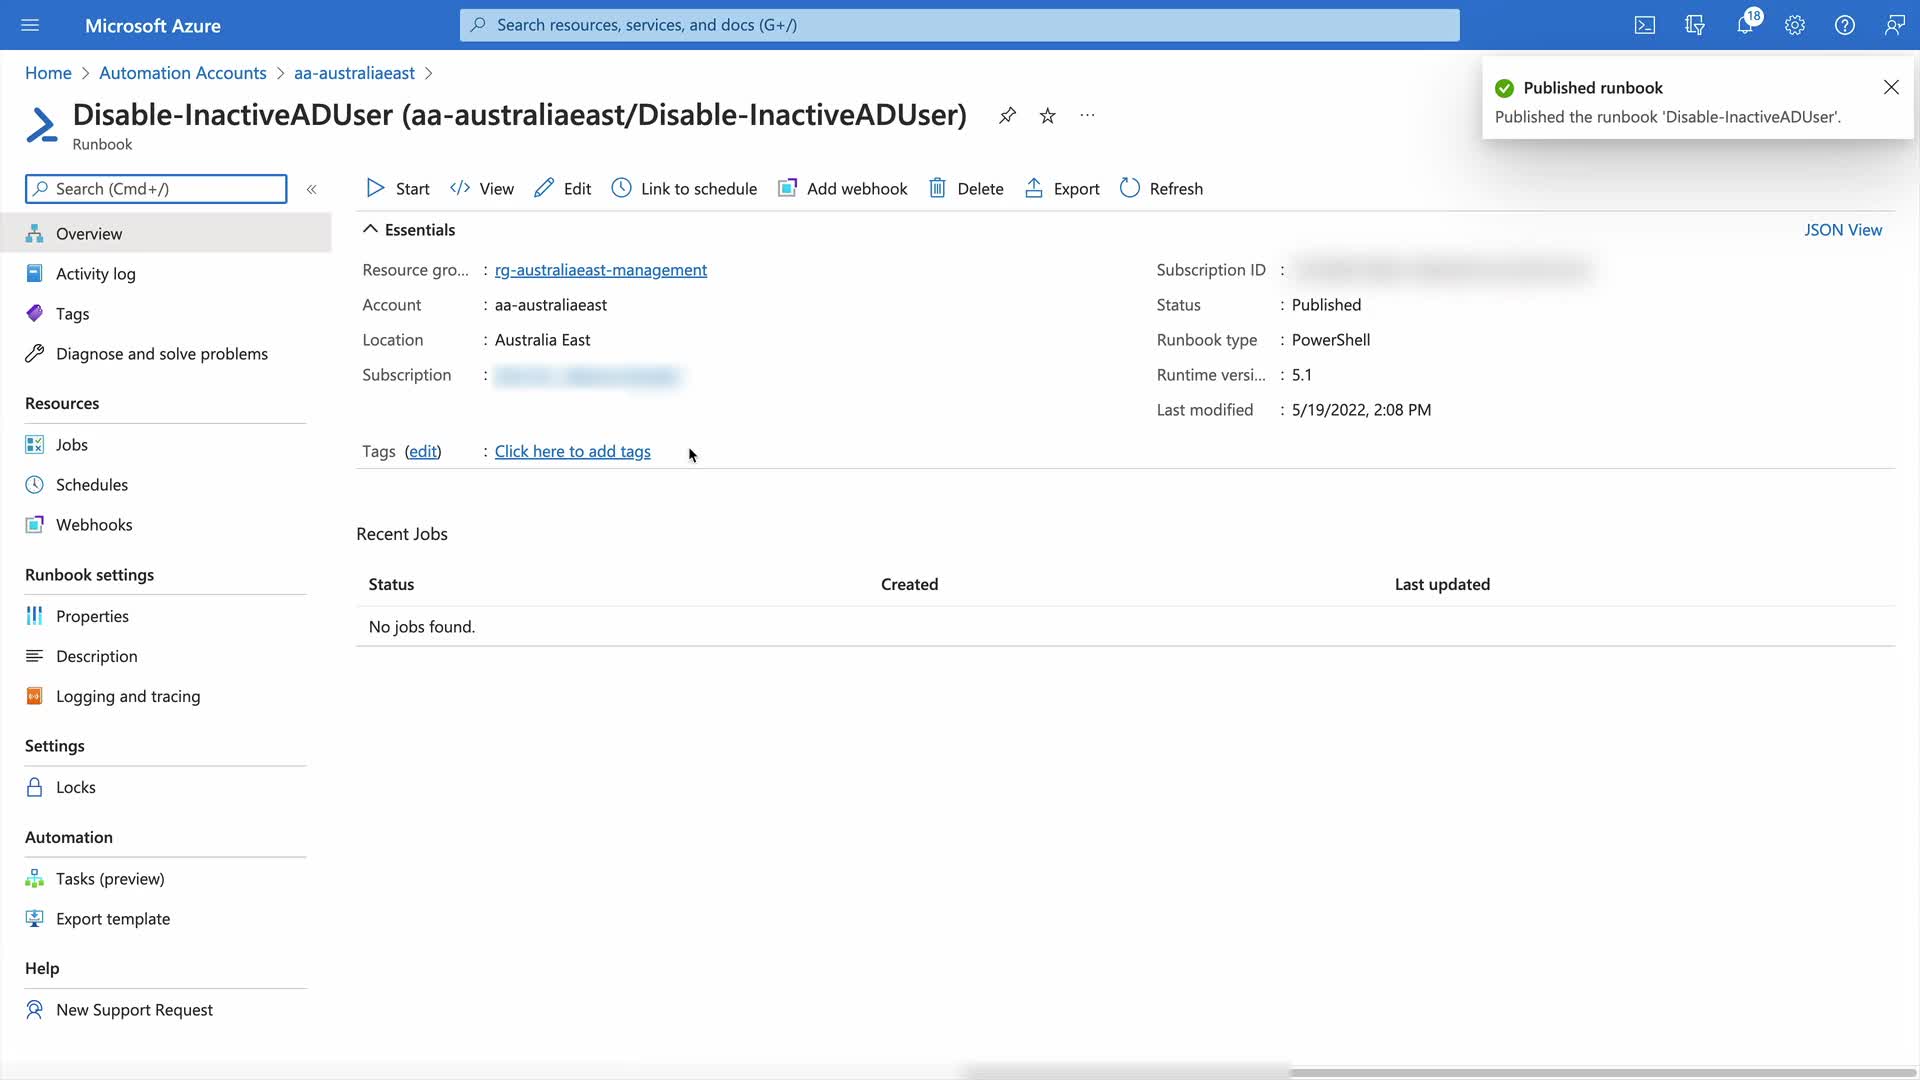 Microsoft Azure
Search resources, services, and docs (G+/)
18
Home > Automation Accounts > aa-australiaeast >
Published runbook
Published the runbook 'Disable-InactiveADUser'.
Disable-InactiveADUser (aa-australiaeast/Disable-InactiveADUser)
Runbook
Search (Cmd+/)
Start
View
Edit
Link to schedule
Add webhook
Delete
Export
Refresh
Overview
Activity log
Tags
Diagnose and solve problems
Resources
Jobs
Schedules
Webhooks
Runbook settings
Properties
Description
Logging and tracing
Settings
Locks
Automation
Tasks (preview)
Export template
Help
New Support Request
Essentials
JSON View
Resource gro... : rg-australiaeast-management
Account : aa-australiaeast
Location : Australia East
Subscription :
Subscription ID :
Status : Published
Runbook type : PowerShell
Runtime versi... : 5.1
Last modified : 5/19/2022, 2:08 PM
Tags (edit) : Click here to add tags
Recent Jobs
Status Created Last updated
No jobs found.